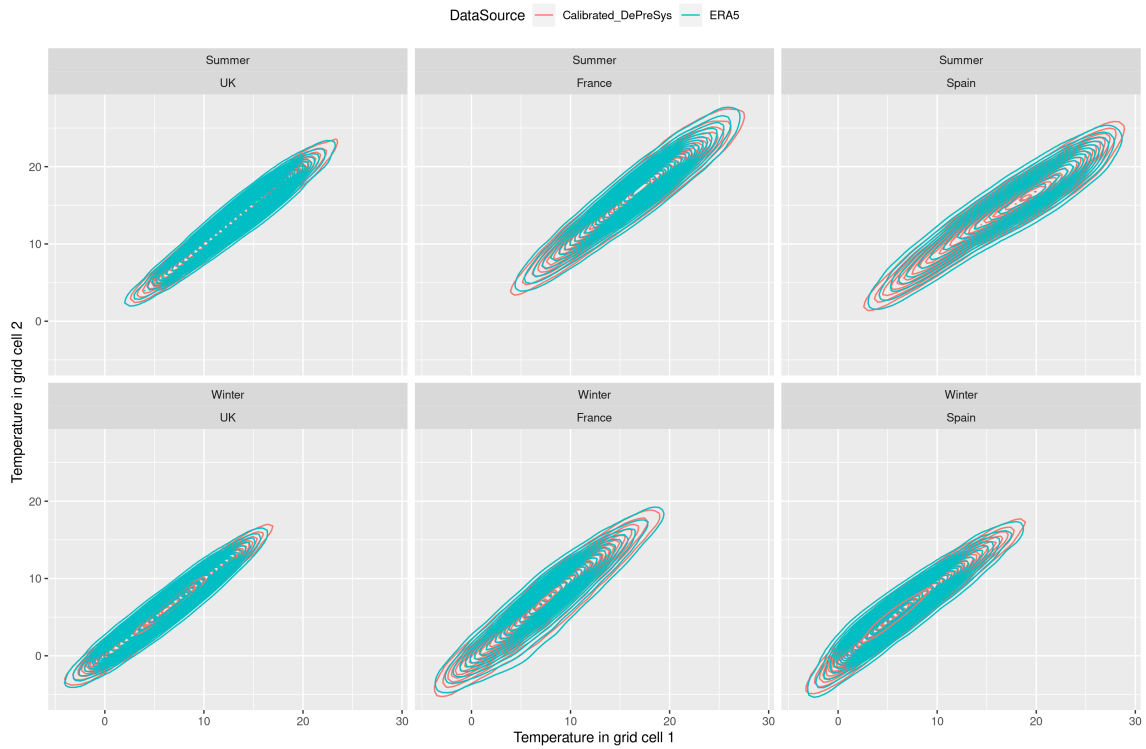 DataSource Calibrated_DePreSys ERA5
Summer Summer Summer
UK France Spain
20
10
0
Temperature in grid cell 2
Winter Winter Winter
UK France Spain
20
10
0
0 10 20 30 0 10 20 30 0 10 20 30
Temperature in grid cell 1